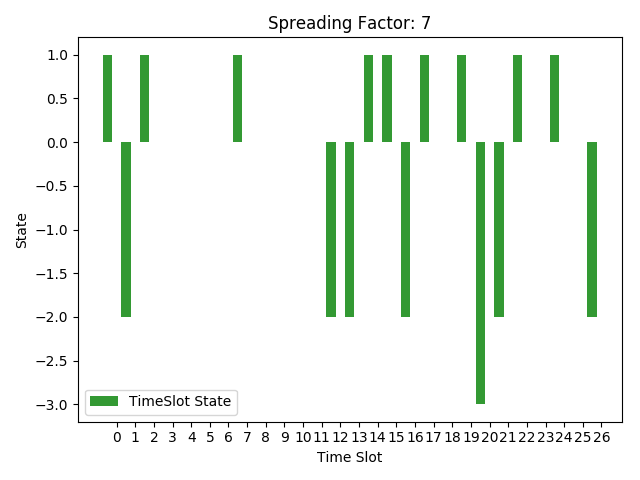 Spreading Factor: 7
1.0
0.5
0.0
−0.5
−1.0
−1.5
−2.0
−2.5
−3.0
State
TimeSlot State
0 1 2 3 4 5 6 7 8 9 10 11 12 13 14 15 16 17 18 19 20 21 22 23 24 25 26
Time Slot